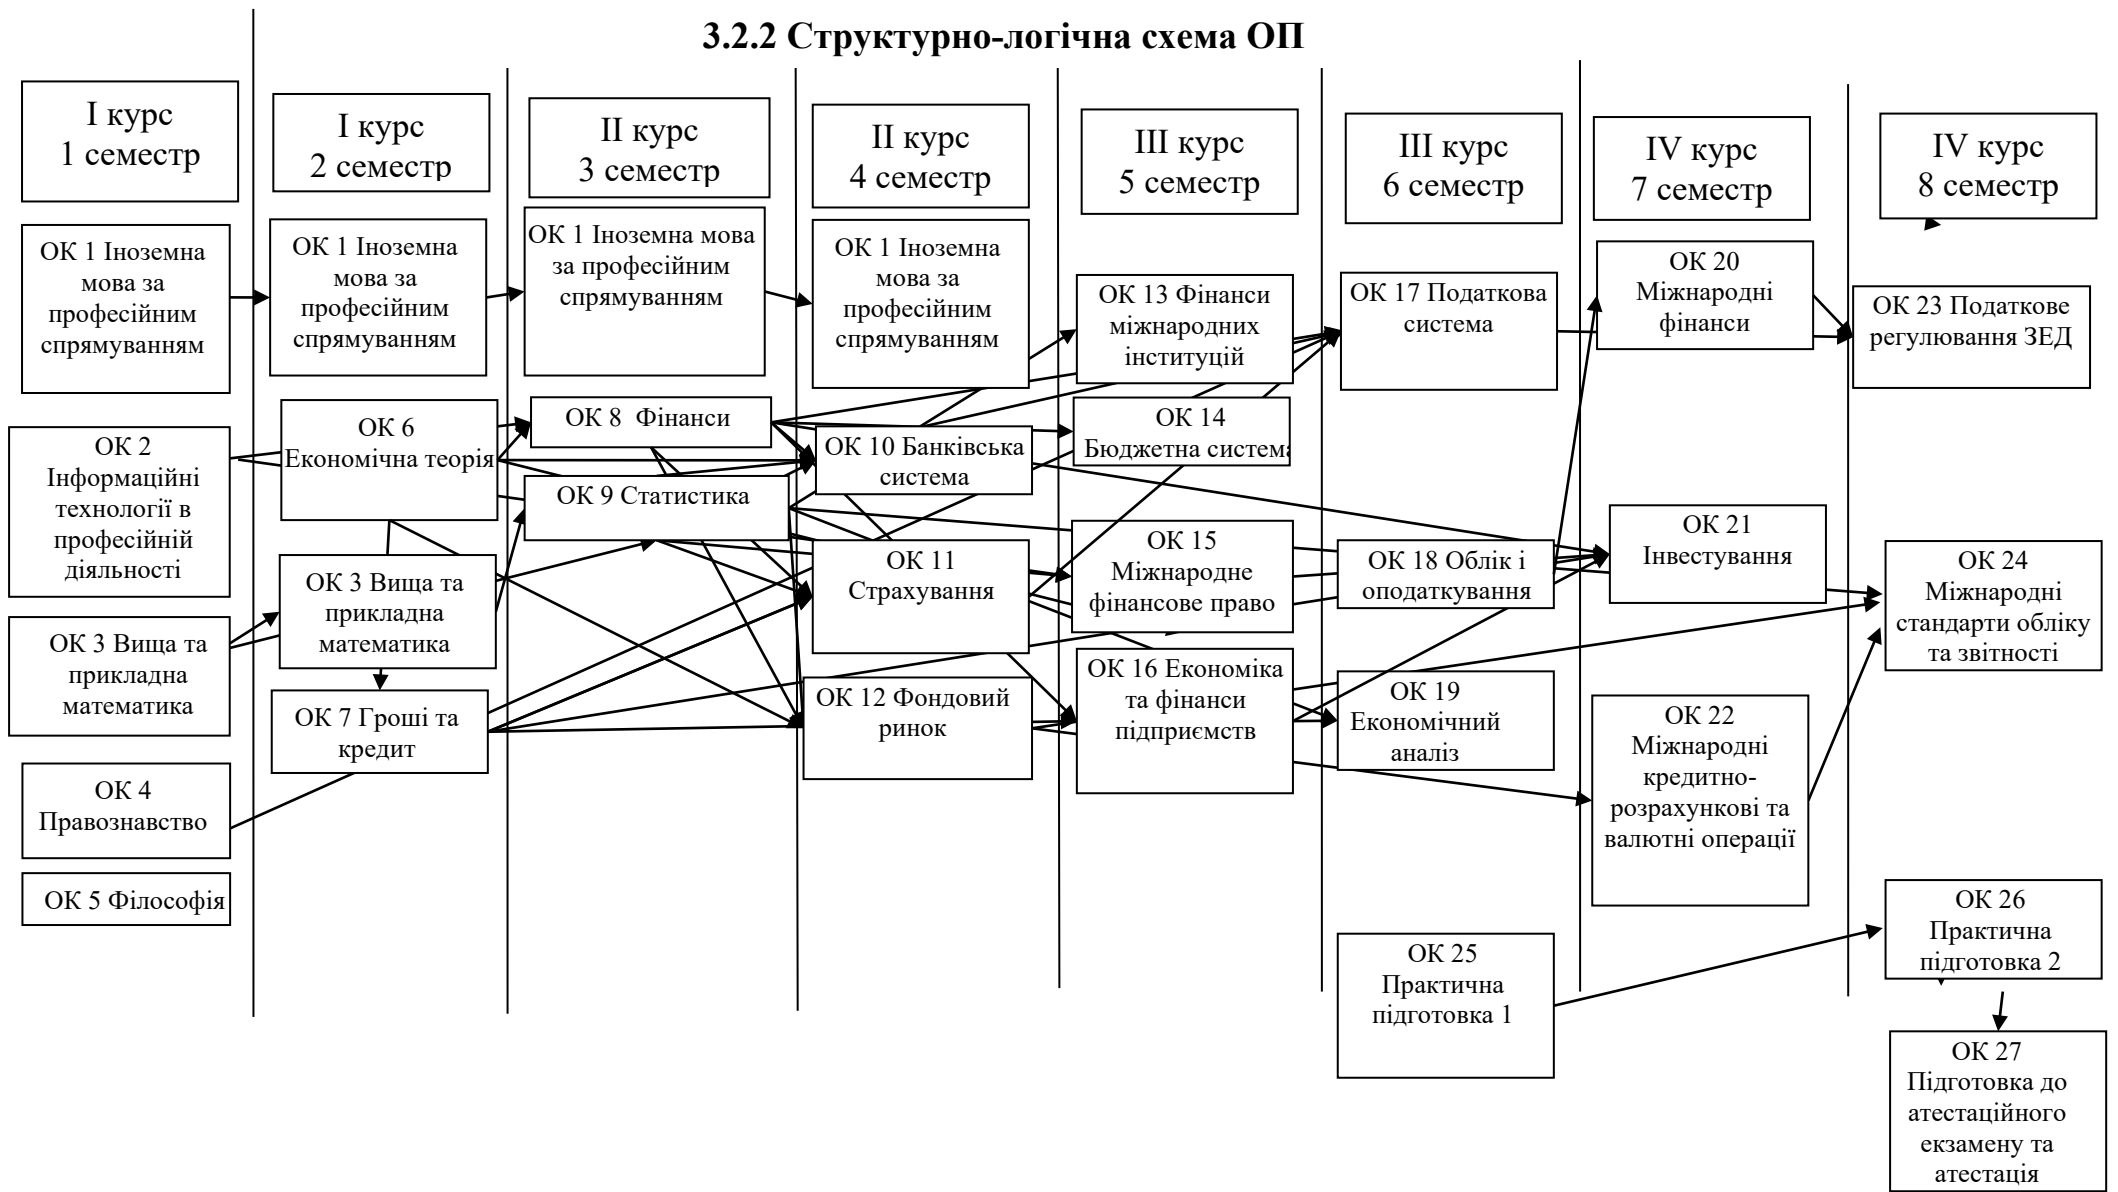 3.2.2 Структурно-логічна схема ОП
І курс
1 семестр
І курс
2 семестр
ІІ курс
3 семестр
ІІ курс
4 семестр
ІІІ курс
5 семестр
ІІІ курс
6 семестр
IV курс
7 семестр
IV курс
8 семестр
ОК 1 Іноземна
мова за
професійним
спрямуванням
ОК 2
Інформаційні
технології в
професійній
діяльності
ОК 3 Вища та
прикладна
математика
ОК 4
Правознавство
ОК 5 Філософія
ОК 1 Іноземна
мова за
професійним
спрямуванням
ОК 6
Економічна теорія
ОК 3 Вища та
прикладна
математика
ОК 7 Гроші та
кредит
ОК 1 Іноземна мова
за професійним
спрямуванням
ОК 8 Фінанси
ОК 9 Статистика
ОК 1 Іноземна
мова за
професійним
спрямуванням
ОК 10 Банківська
система
ОК 11
Страхування
ОК 12 Фондовий
ринок
ОК 13 Фінанси
міжнародних
інституцій
ОК 14
Бюджетна система
ОК 15
Міжнародне
фінансове право
ОК 16 Економіка
та фінанси
підприємств
ОК 17 Податкова
система
ОК 18 Облік і
оподаткування
ОК 19
Економічний
аналіз
ОК 25
Практична
підготовка 1
ОК 20
Міжнародні
фінанси
ОК 21
Інвестування
ОК 22
Міжнародні
кредитно-
розрахункові та
валютні операції
ОК 23 Податкове
регулювання ЗЕД
ОК 24
Міжнародні
стандарти обліку
та звітності
ОК 26
Практична
підготовка 2
ОК 27
Підготовка до
атестаційного
екзамену та
атестація